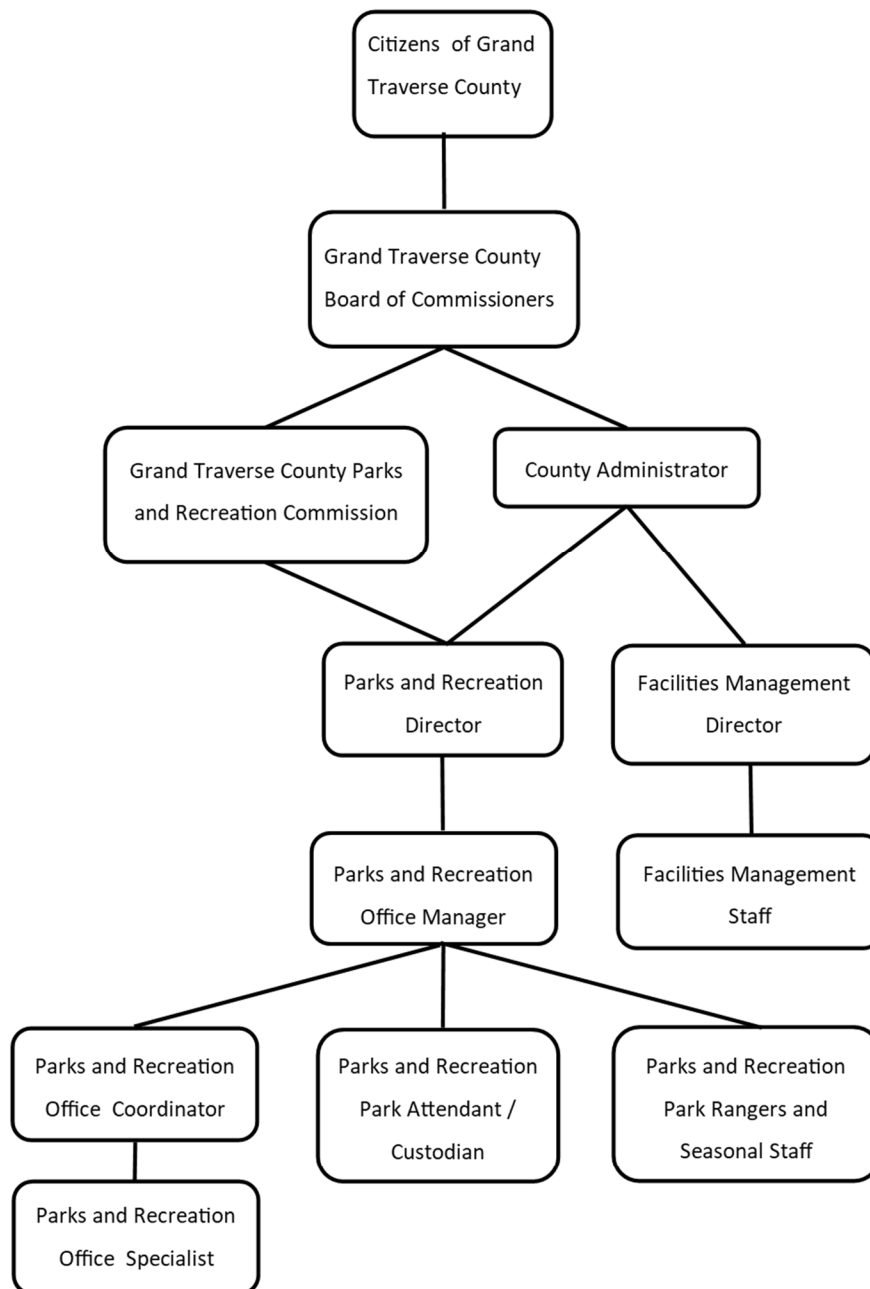 Citizens of Grand
Traverse County
Grand Traverse County
Board of Commissioners
Grand Traverse County Parks
and Recreation Commission
County Administrator
Parks and Recreation
Director
Facilities Management
Director
Parks and Recreation
Office Manager
Facilities Management
Staff
Parks and Recreation
Office Coordinator
Parks and Recreation
Park Attendant /
Custodian
Parks and Recreation
Park Rangers and
Seasonal Staff
Parks and Recreation
Office Specialist